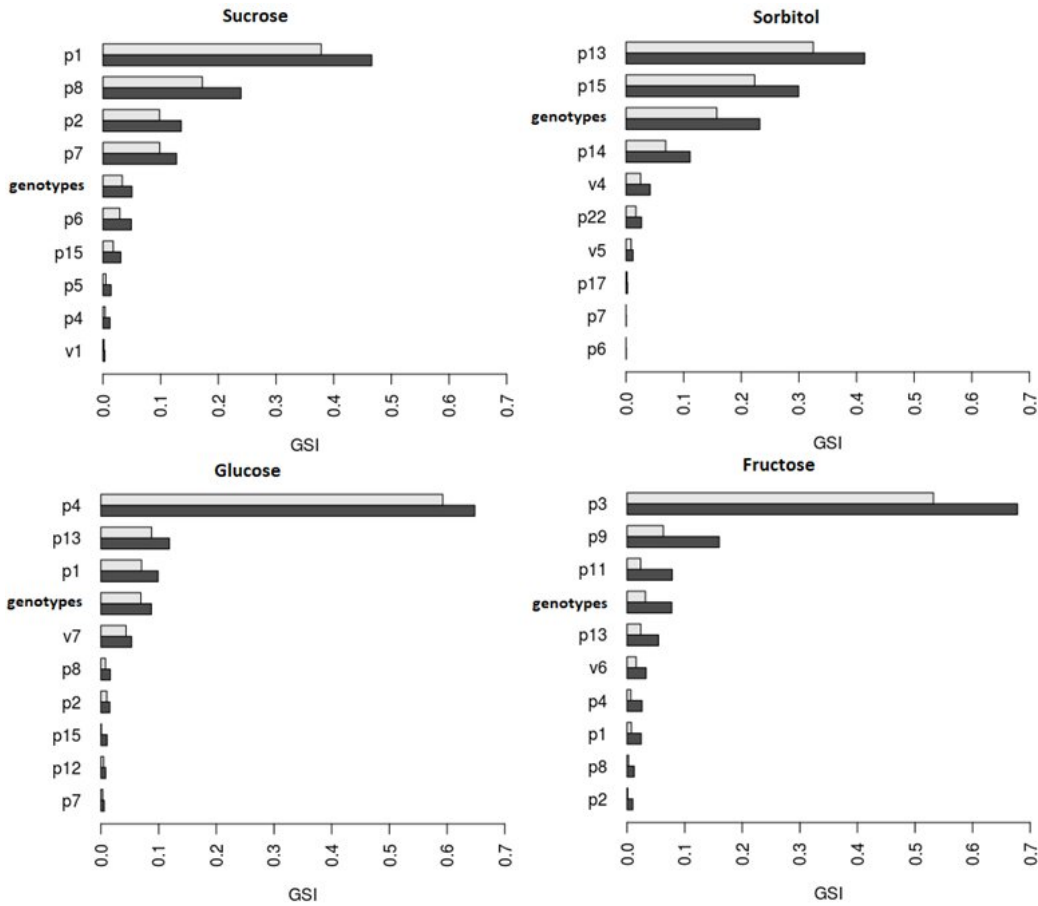 Sucrose
p1
p8
p2
p7
genotypes
p6
p15
p5
p4
v1
0.0 0.1 0.2 0.3 0.4 0.5 0.6 0.7
GSI
Sorbitol
p13
p15
genotypes
p14
v4
p22
v5
p17
p7
p6
0.0 0.1 0.2 0.3 0.4 0.5 0.6 0.7
GSI
Glucose
p4
p13
p1
genotypes
v7
p8
p2
p15
p12
p7
0.0 0.1 0.2 0.3 0.4 0.5 0.6 0.7
GSI
Fructose
p3
p9
p11
genotypes
p13
v6
p4
p1
p8
p2
0.0 0.1 0.2 0.3 0.4 0.5 0.6 0.7
GSI